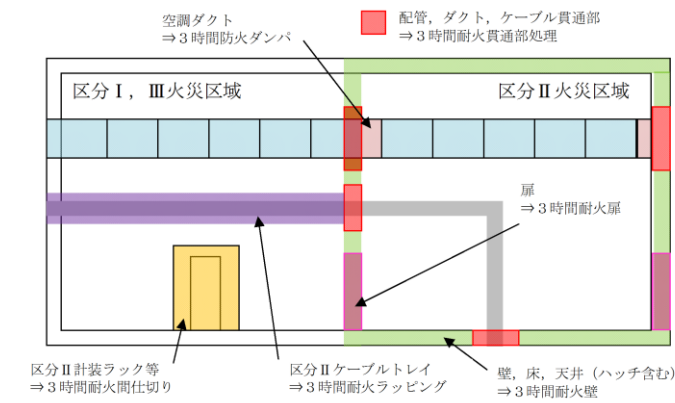 空調ダクト
⇒３時間防火ダンパ
配管，ダクト，ケーブル貫通部
⇒３時間耐火貫通部処理
区分Ⅰ，Ⅲ火災区域
区分Ⅱ火災区域
扉
⇒３時間耐火扉
区分Ⅱ計装ラック等
⇒３時間耐火間仕切り
区分Ⅱケーブルトレイ
⇒３時間耐火ラッピング
壁，床，天井（ハッチ含む）
⇒３時間耐火壁